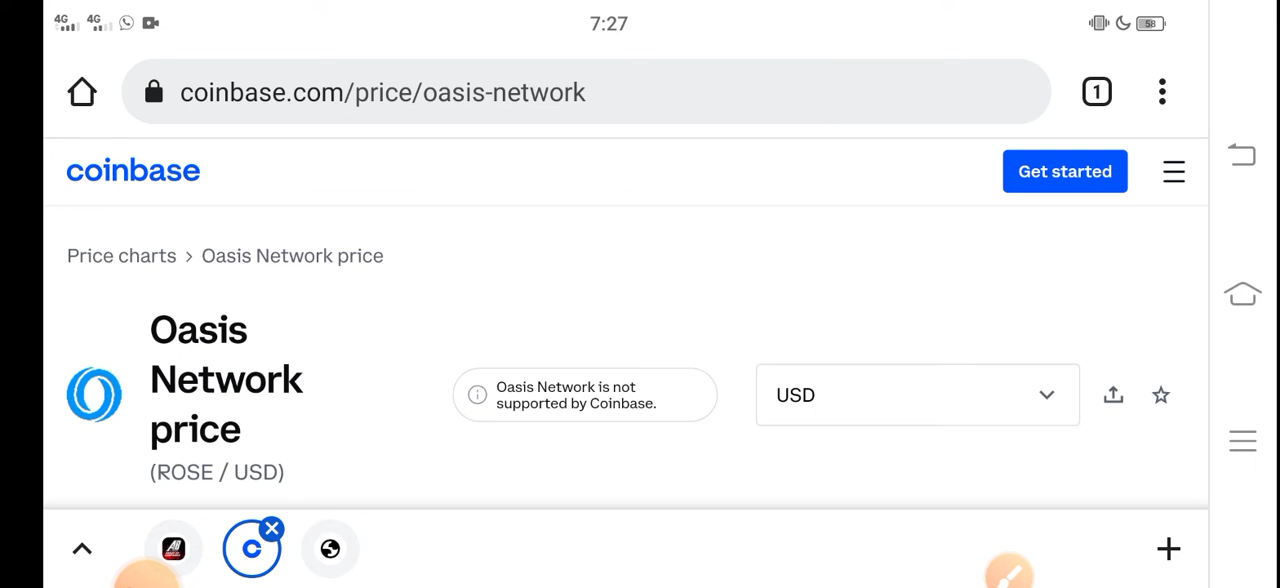 4G 4G 7:27 58
coinbase.com/price/oasis-network 1
coinbase Get started
Price charts > Oasis Network price
Oasis
Network
price
(ROSE / USD)
Oasis Network is not
supported by Coinbase.
USD